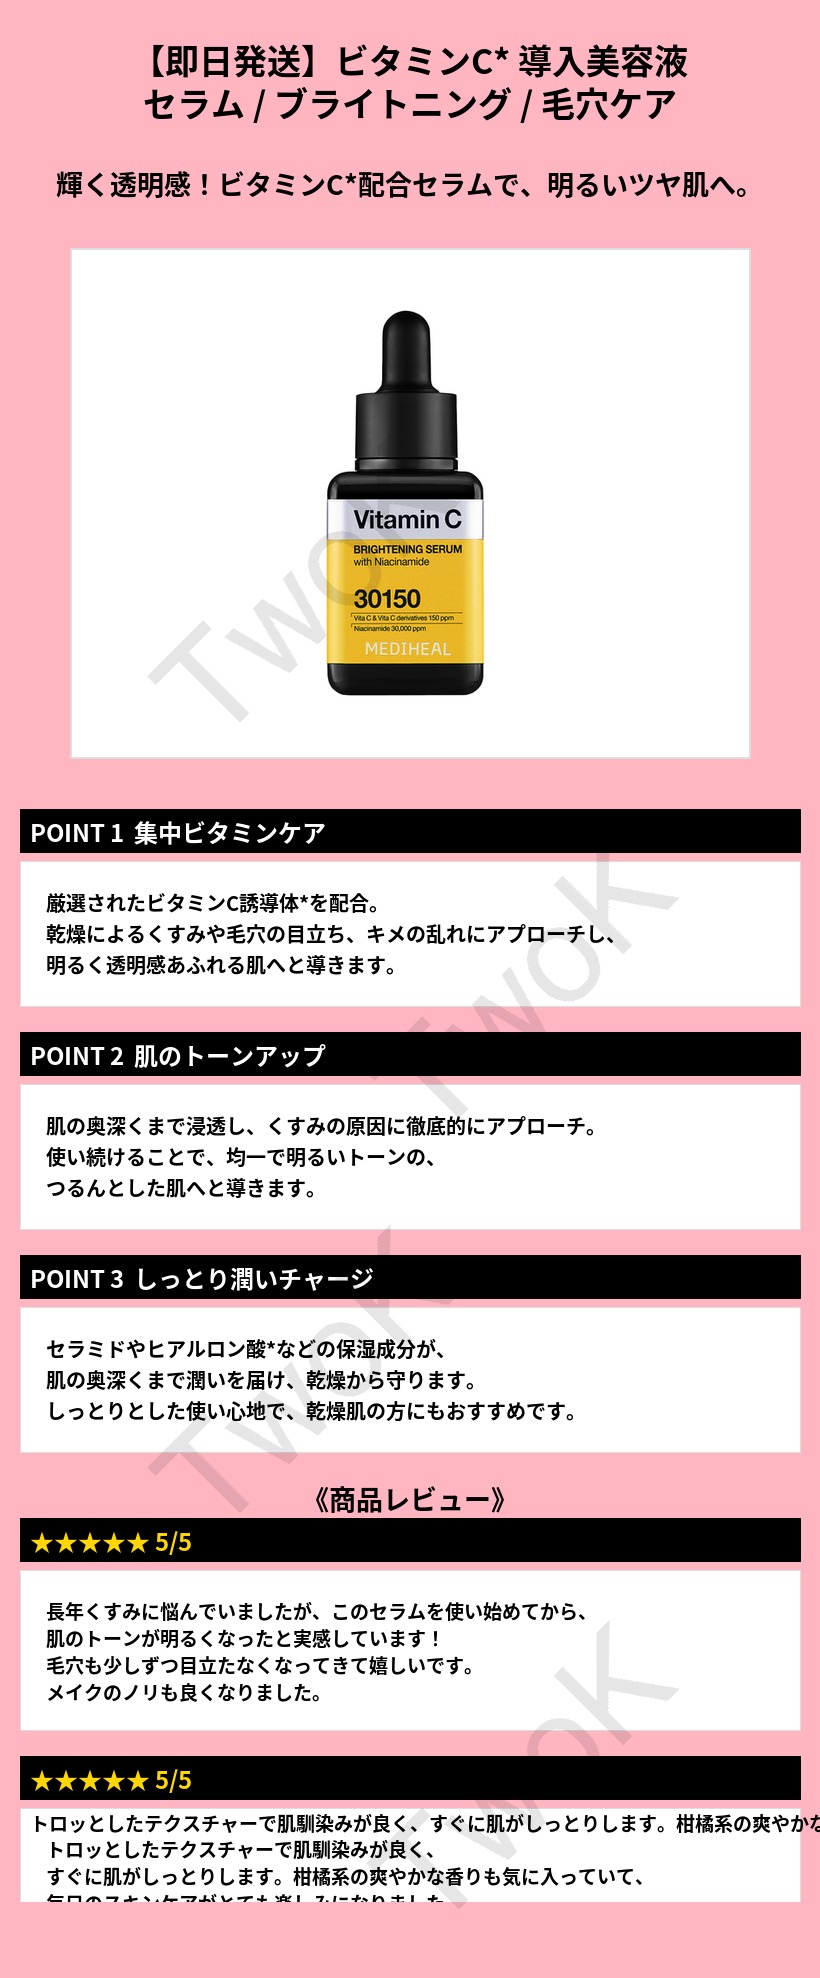 【即日発送】ビタミンC* 導入美容液
セラム / ブライトニング / 毛穴ケア
輝く透明感！ビタミンC*配合セラムで、明るいツヤ肌へ。
Vitamin C
BRIGHTENING SERUM
with Niacinamide
30150
Vita C & Vita C derivatives 150 ppm
Niacinamide 30,000 ppm
MEDIHEAL
TwoK
POINT 1 集中ビタミンケア
厳選されたビタミンC誘導体*を配合。
乾燥によるくすみや毛穴の目立ち、キメの乱れにアプローチし、
明るく透明感あふれる肌へと導きます。
TwoK
POINT 2 肌のトーンアップ
肌の奥深くまで浸透し、くすみの原因に徹底的にアプローチ。
使い続けることで、均一で明るいトーンの、
つるんとした肌へと導きます。
POINT 3 しっとり潤いチャージ
セラミドやヒアルロン酸*などの保湿成分が、
肌の奥深くまで潤いを届け、乾燥から守ります。
しっとりとした使い心地で、乾燥肌の方にもおすすめです。
TwoK
《商品レビュー》
★★★★★ 5/5
長年くすみに悩んでいましたが、このセラムを使い始めてから、
肌のトーンが明るくなったと実感しています！
毛穴も少しずつ目立たなくなってきて嬉しいです。
メイクのノリも良くなりました。
TwoK
★★★★★ 5/5
トロッとしたテクスチャーで肌馴染みが良く、すぐに肌がしっとりします。柑橘系の爽やかな
トロッとしたテクスチャーで肌馴染みが良く、
すぐに肌がしっとりします。柑橘系の爽やかな香りも気に入っていて、
毎日のスキンケアがとても楽しみになりました